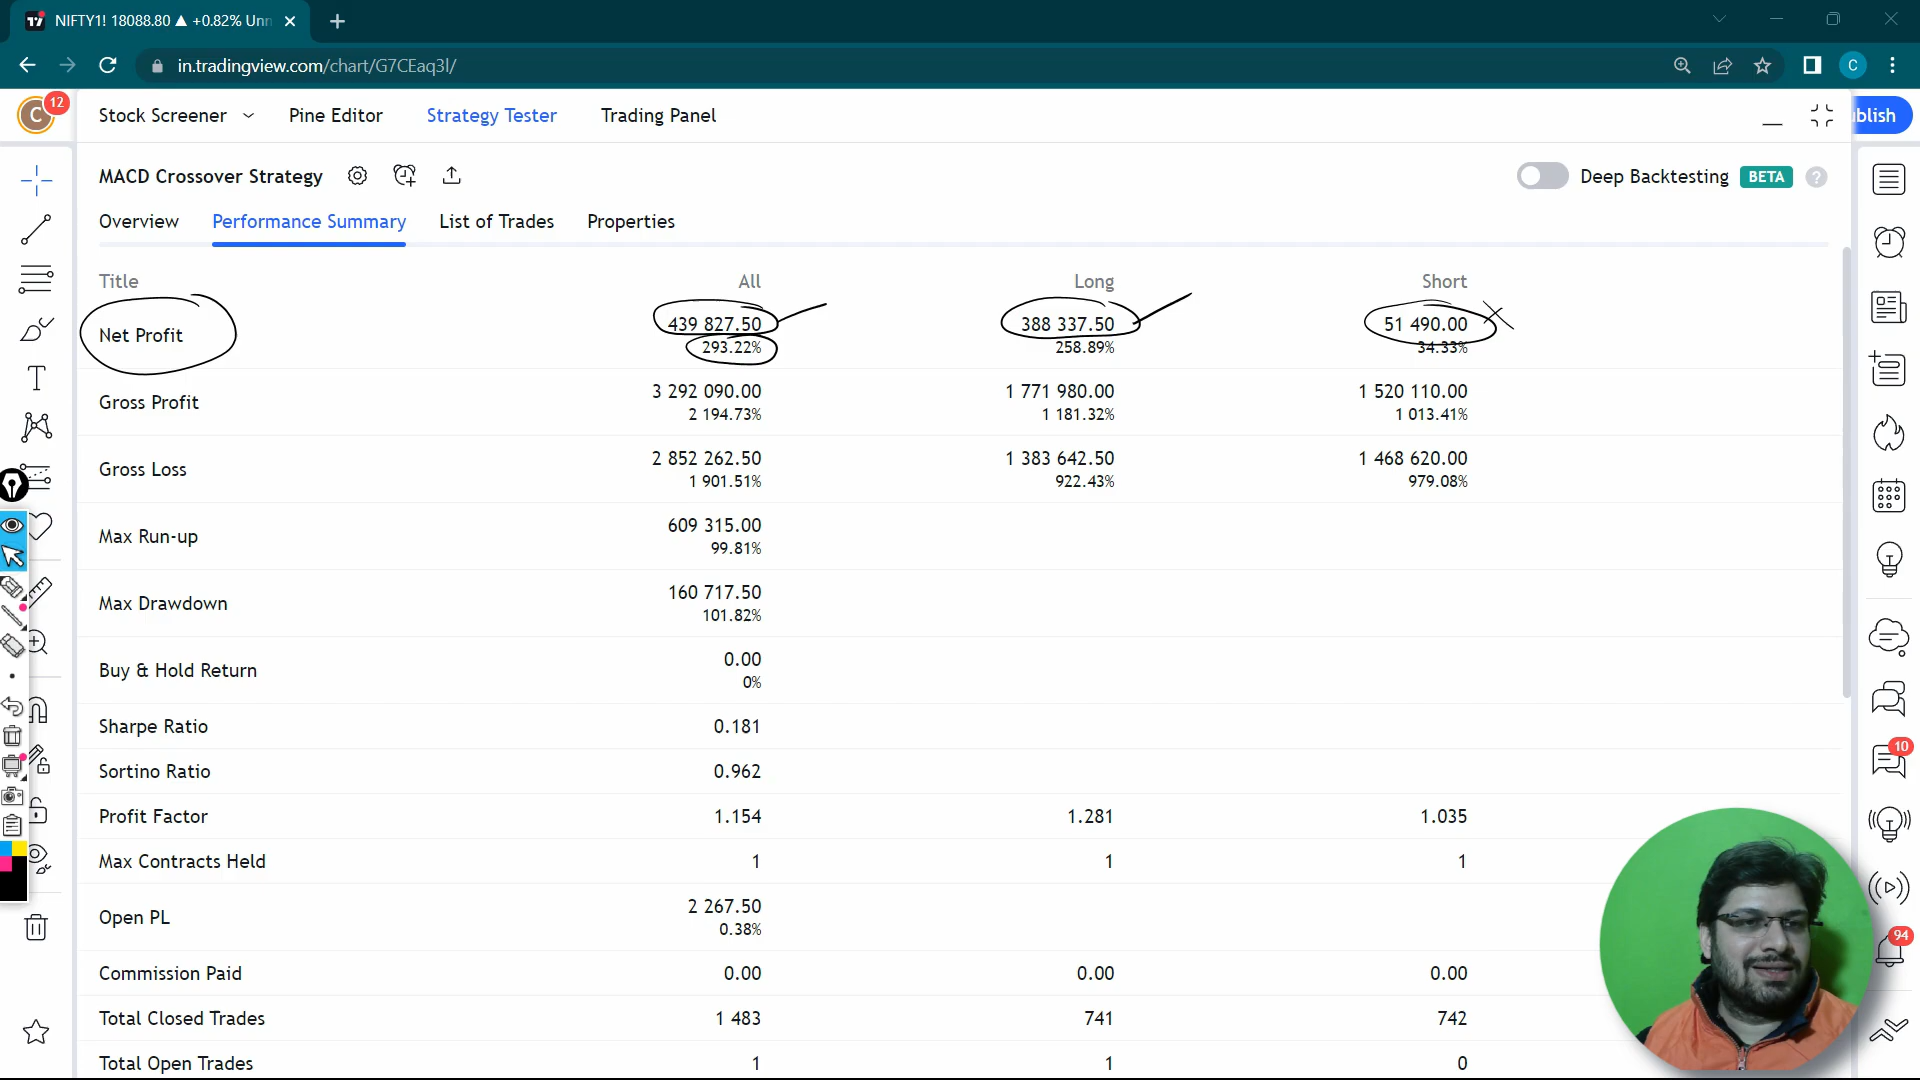 NIFTY1! 18088.80 ▲ +0.82% Unn
in.tradingview.com/chart/G7CEaq3l/
C
C 12
Stock Screener
Pine Editor
Strategy Tester
Trading Panel
blish
MACD Crossover Strategy
Deep Backtesting BETA ?
Overview
Performance Summary
List of Trades
Properties
Title All Long Short
Net Profit 439 827.50 388 337.50 51 490.00
293.22% 258.89% 34.33%
Gross Profit 3 292 090.00 1 771 980.00 1 520 110.00
2 194.73% 1 181.32% 1 013.41%
Gross Loss 2 852 262.50 1 383 642.50 1 468 620.00
1 901.51% 922.43% 979.08%
Max Run-up 609 315.00
99.81%
Max Drawdown 160 717.50
101.82%
Buy & Hold Return 0.00
0%
Sharpe Ratio 0.181
Sortino Ratio 0.962
Profit Factor 1.154 1.281 1.035
Max Contracts Held 1 1 1
Open PL 2 267.50
0.38%
Commission Paid 0.00 0.00 0.00
Total Closed Trades 1 483 741 742
Total Open Trades 1 1 0
10
94